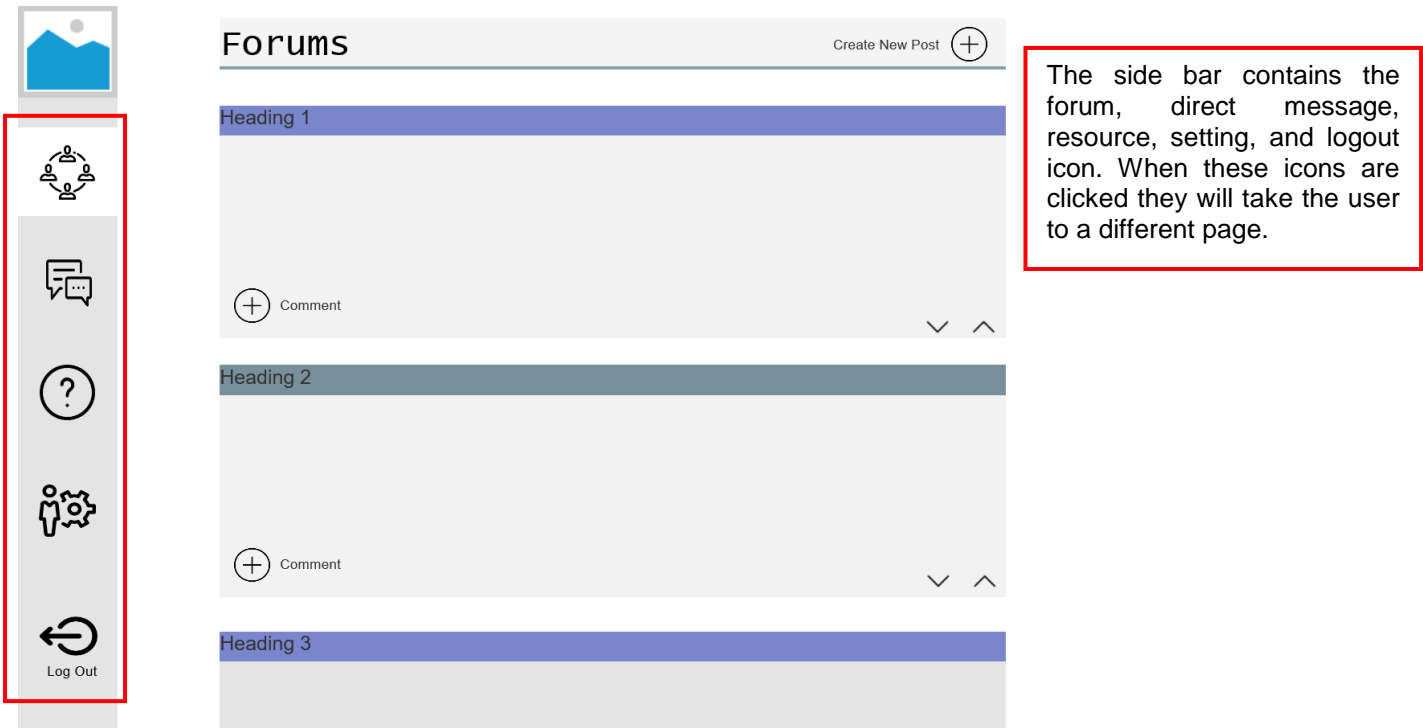 Forums
Create New Post
The side bar contains the
forum, direct message,
resource, setting, and logout
icon. When these icons are
clicked they will take the user
to a different page.
Heading 1
Comment
Heading 2
?
Comment
Heading 3
Log Out